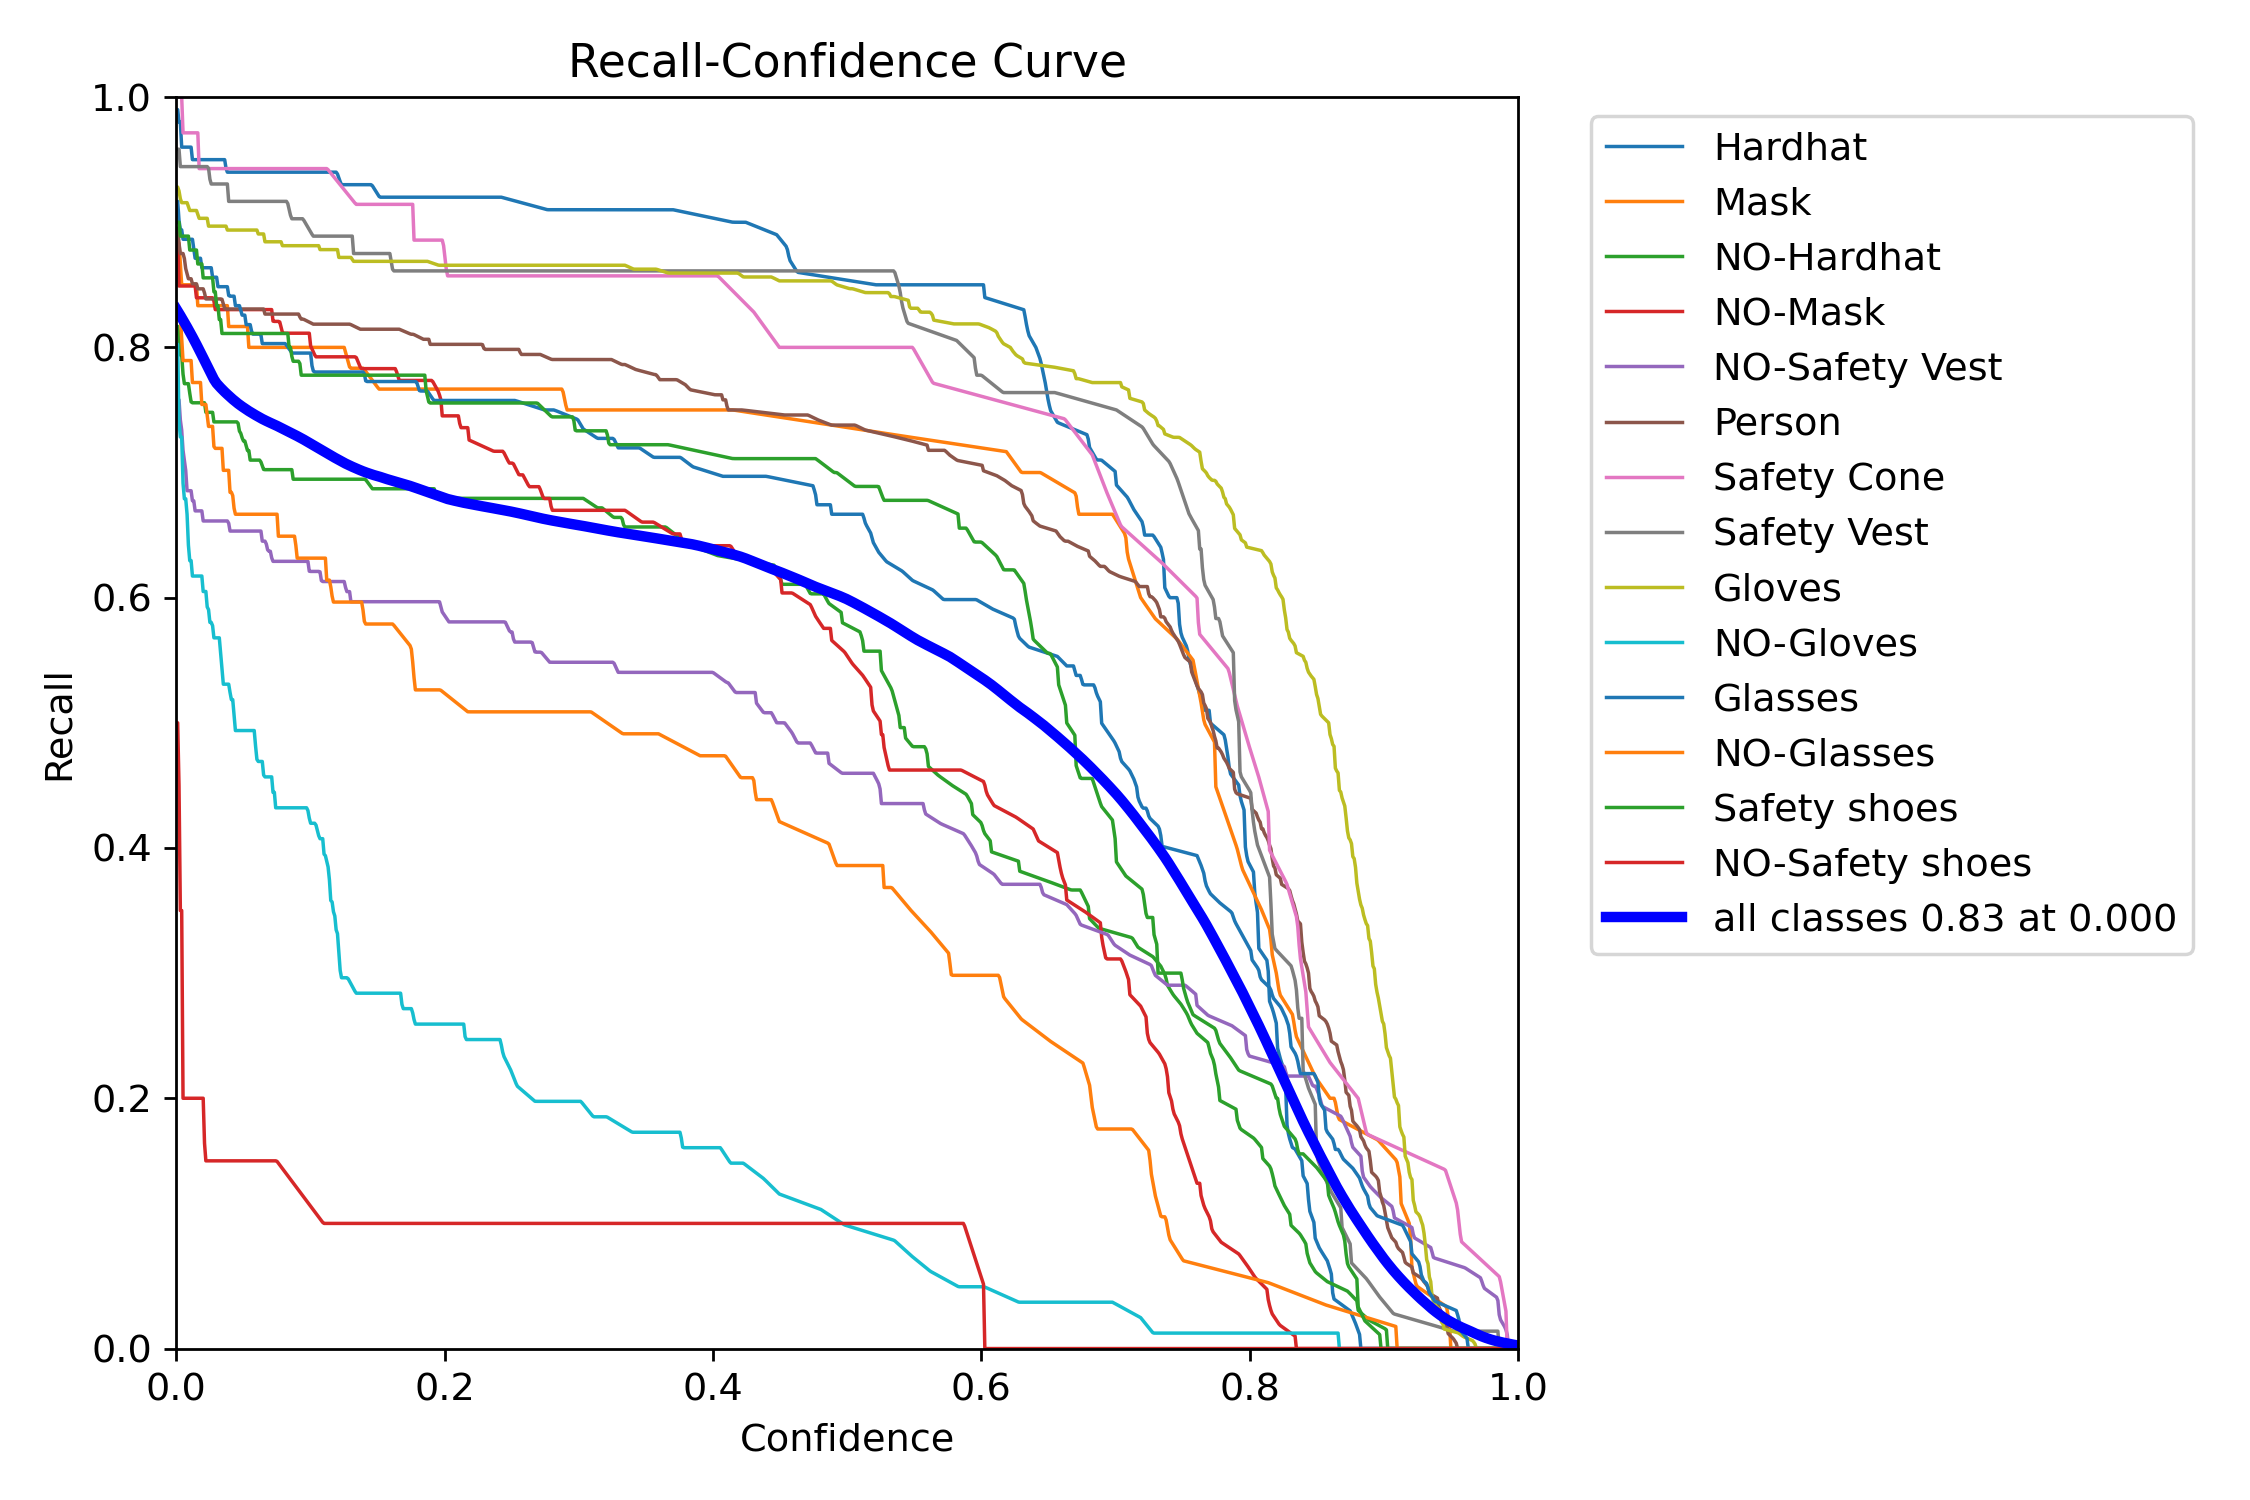 Recall-Confidence Curve
1.0
0.8
0.6
0.4
0.2
0.0
Recall
0.0 0.2 0.4 0.6 0.8 1.0
Confidence
Hardhat
Mask
NO-Hardhat
NO-Mask
NO-Safety Vest
Person
Safety Cone
Safety Vest
Gloves
NO-Gloves
Glasses
NO-Glasses
Safety shoes
NO-Safety shoes
all classes 0.83 at 0.000